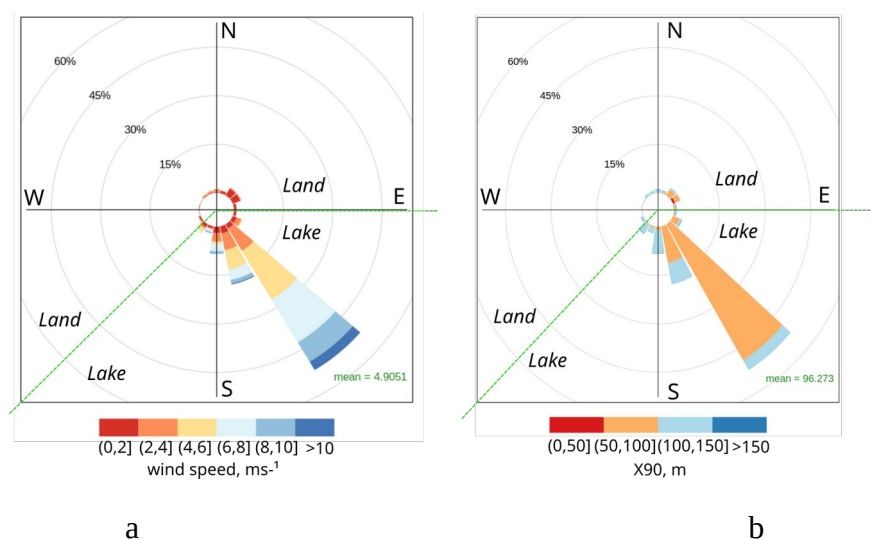 N
60%
45%
30%
15%
Land
W
E
Lake
Land
Lake
S
mean = 4.9051
(0,2] (2,4] (4,6] (6,8] (8,10] >10
wind speed, ms-¹
a
N
60%
45%
30%
15%
Land
W
E
Lake
Land
Lake
S
mean = 96.273
(0,50] (50,100] (100,150] >150
X90, m
b